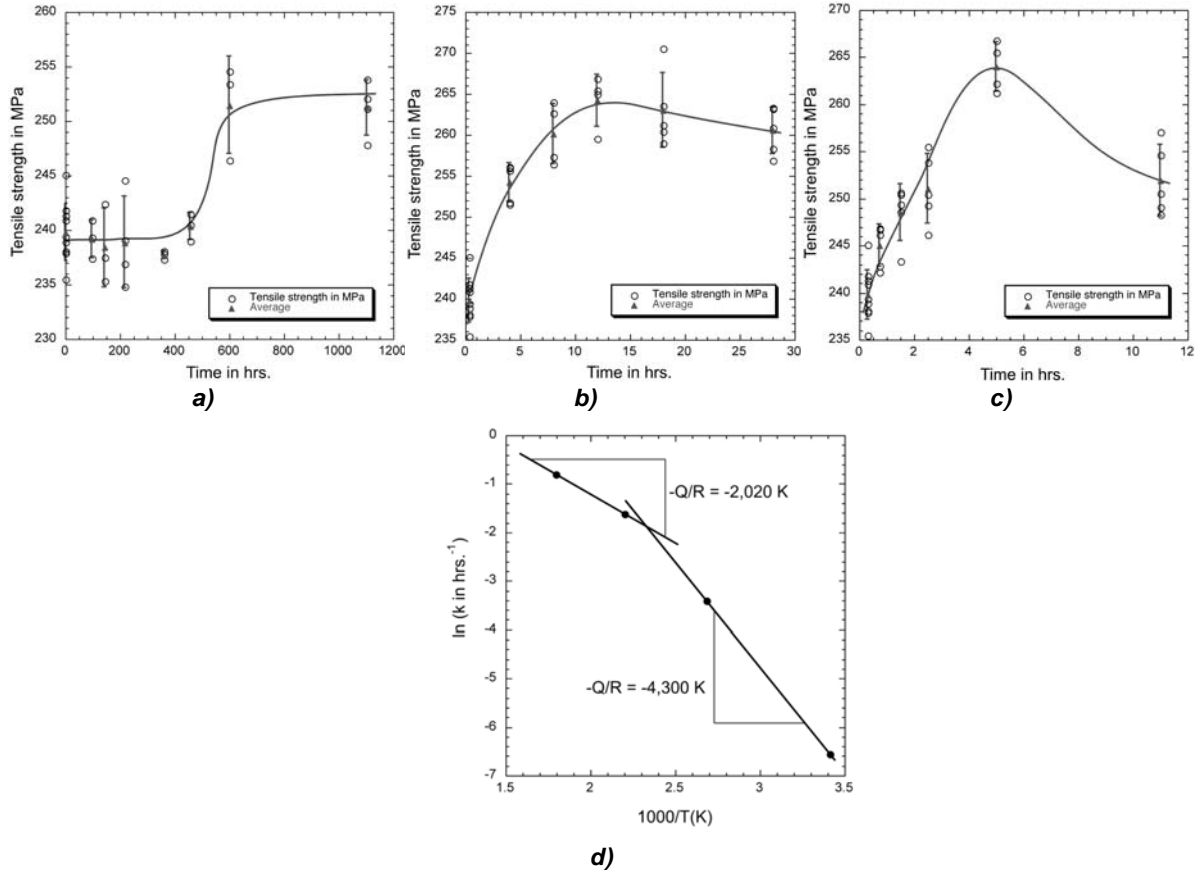 Tensile strength in MPa
260
255
250
245
240
235
230
0 200 400 600 800 1000 1200
Time in hrs.
Tensile strength in MPa
Average
a)
Tensile strength in MPa
275
270
265
260
255
250
245
240
235
0 5 10 15 20 25 30
Time in hrs.
Tensile strength in MPa
Average
b)
Tensile strength in MPa
270
265
260
255
250
245
240
235
0 2 4 6 8 10 12
Time in hrs.
Tensile strength in MPa
Average
c)
ln (k in hrs.⁻¹)
0
-1
-2
-3
-4
-5
-6
-7
-Q/R = -2,020 K
-Q/R = -4,300 K
1.5 2 2.5 3 3.5
1000/T(K)
d)